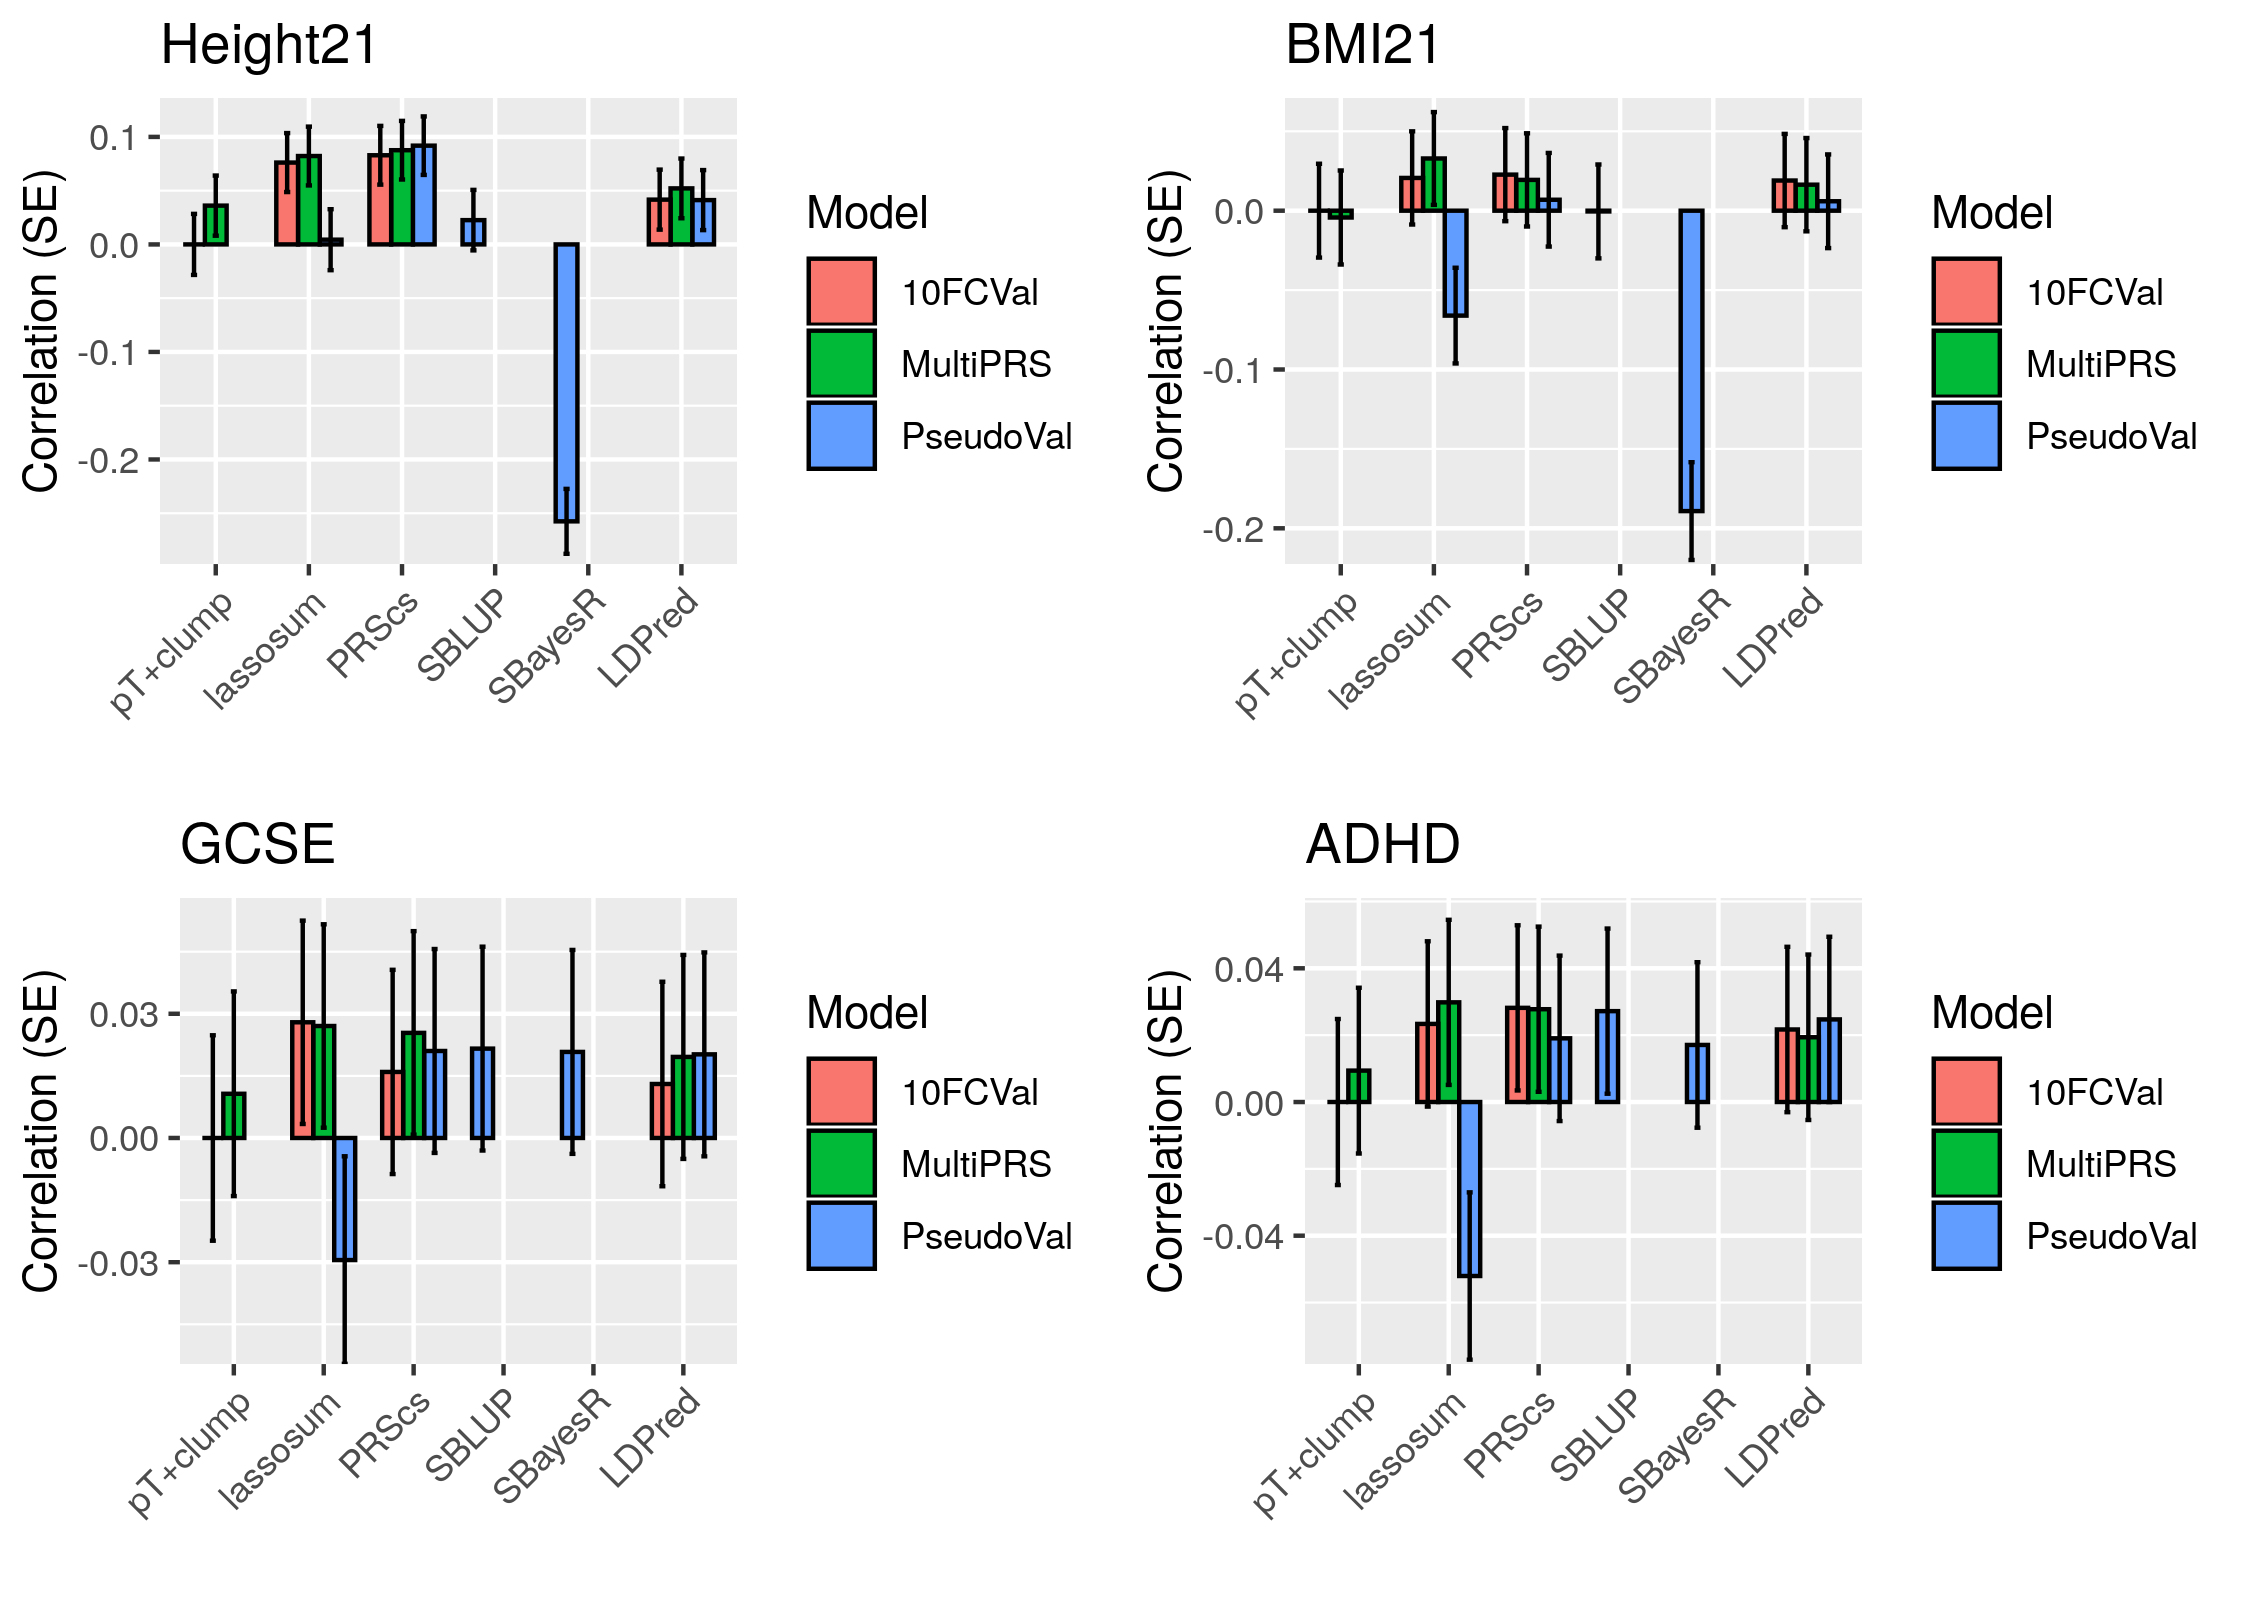 Height21
Correlation (SE)
0.1
0.0
-0.1
-0.2
pT+clump
lassosum
PRScs
SBLUP
SBayesR
LDPred
Model
10FCVal
MultiPRS
PseudoVal
BMI21
Correlation (SE)
0.0
-0.1
-0.2
pT+clump
lassosum
PRScs
SBLUP
SBayesR
LDPred
Model
10FCVal
MultiPRS
PseudoVal
GCSE
Correlation (SE)
0.03
0.00
-0.03
pT+clump
lassosum
PRScs
SBLUP
SBayesR
LDPred
Model
10FCVal
MultiPRS
PseudoVal
ADHD
Correlation (SE)
0.04
0.00
-0.04
pT+clump
lassosum
PRScs
SBLUP
SBayesR
LDPred
Model
10FCVal
MultiPRS
PseudoVal